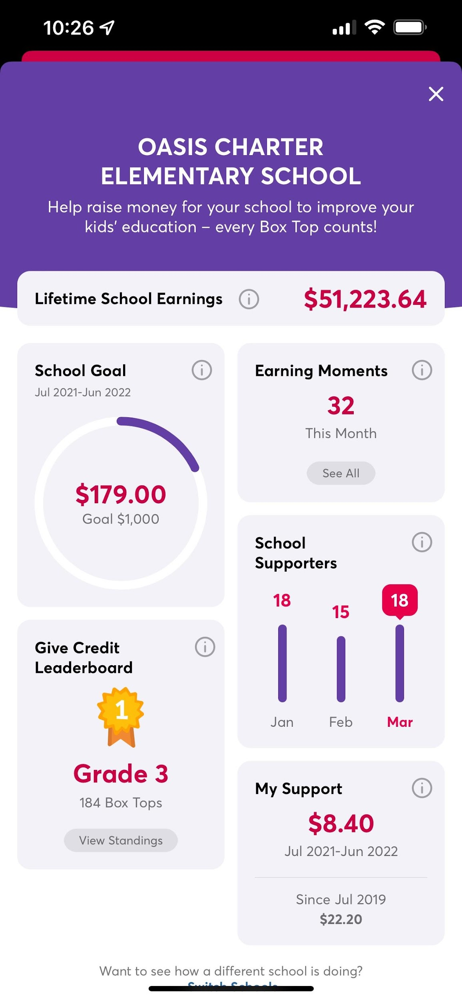 10:26
OASIS CHARTER
ELEMENTARY SCHOOL
Help raise money for your school to improve your
kids' education – every Box Top counts!
Lifetime School Earnings
$51,223.64
School Goal
Jul 2021-Jun 2022
$179.00
Goal $1,000
Earning Moments
32
This Month
See All
School
Supporters
18
15
18
Jan
Feb
Mar
Give Credit
Leaderboard
1
Grade 3
184 Box Tops
View Standings
My Support
$8.40
Jul 2021-Jun 2022
Since Jul 2019
$22.20
Want to see how a different school is doing?
Switch Schools